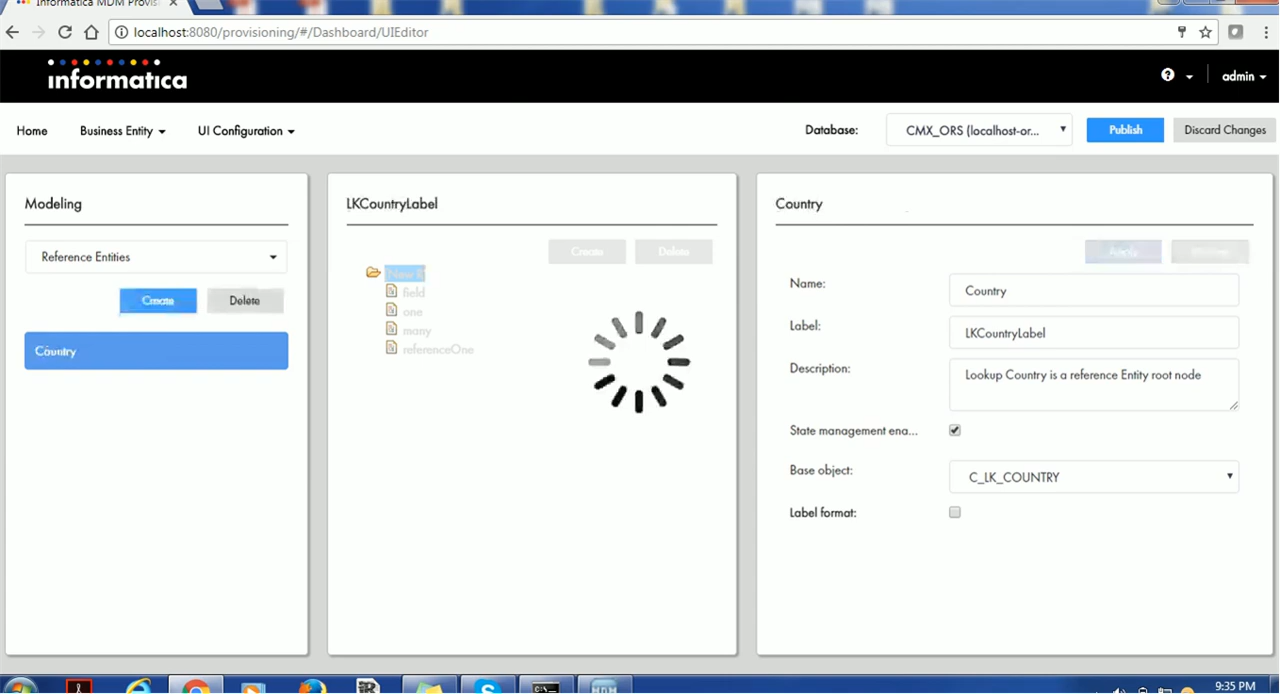 Informatica MDM Provis
localhost:8080/provisioning/#/Dashboard/UIEditor
informatica
?
admin
Home
Business Entity
UI Configuration
Database:
CMX_ORS (localhost-or...
Publish
Discard Changes
Modeling
Reference Entities
Create
Delete
Country
LKCountryLabel
Create
Delete
field
one
many
referenceOne
Country
Apply
Name:
Country
Label:
LKCountryLabel
Description:
Lookup Country is a reference Entity root node
State management ena...
Base object:
C_LK_COUNTRY
Label format:
9:35 PM